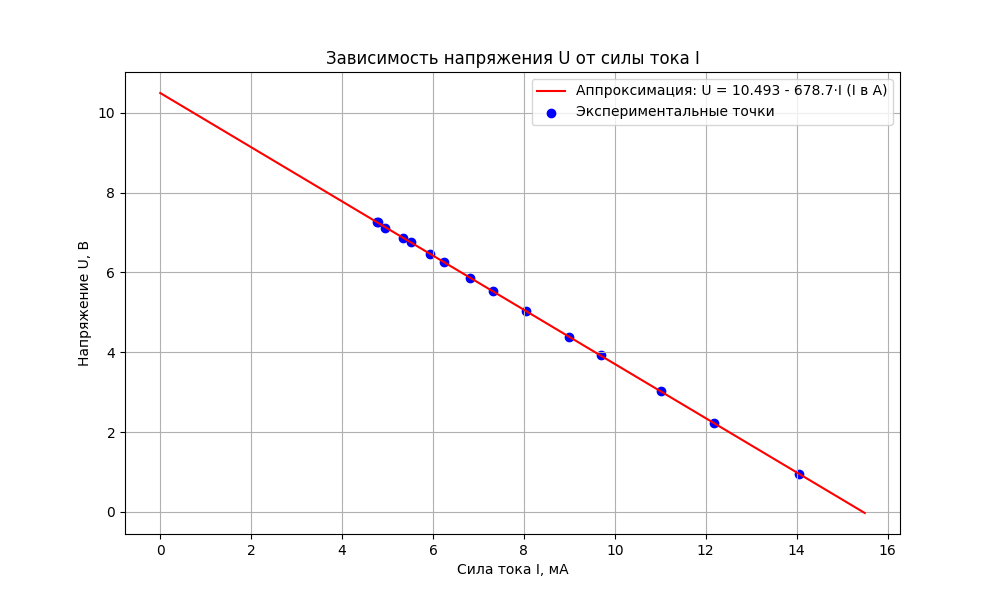 Зависимость напряжения U от силы тока I
Аппроксимация: U = 10.493 - 678.7·I (I в А)
Экспериментальные точки
Напряжение U, В
10
8
6
4
2
0
0 2 4 6 8 10 12 14 16
Сила тока I, мА